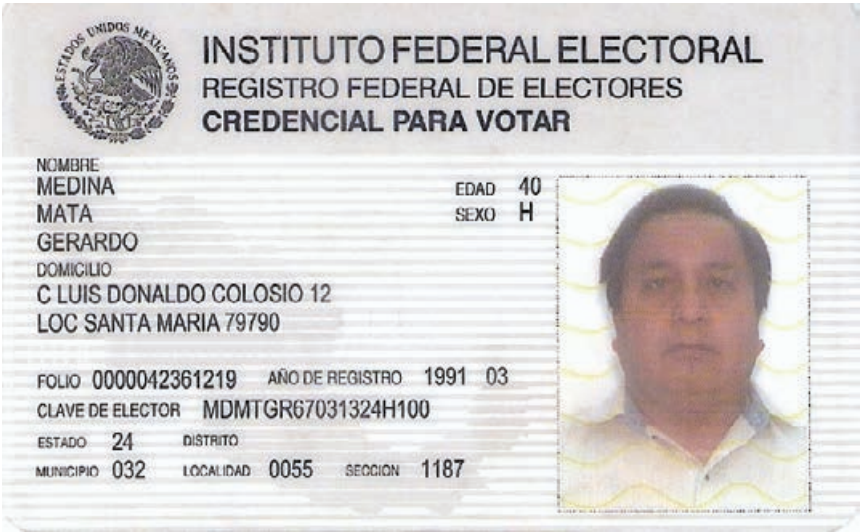 ESTADOS UNIDOS MEXICANOS
INSTITUTO FEDERAL ELECTORAL
REGISTRO FEDERAL DE ELECTORES
CREDENCIAL PARA VOTAR
NOMBRE
MEDINA
MATA
GERARDO
EDAD 40
SEXO H
DOMICILIO
C LUIS DONALDO COLOSIO 12
LOC SANTA MARIA 79790
FOLIO 0000042361219 AÑO DE REGISTRO 1991 03
CLAVE DE ELECTOR MDMTGR67031324H100
ESTADO 24 DISTRITO
MUNICIPIO 032 LOCALIDAD 0055 SECCION 1187